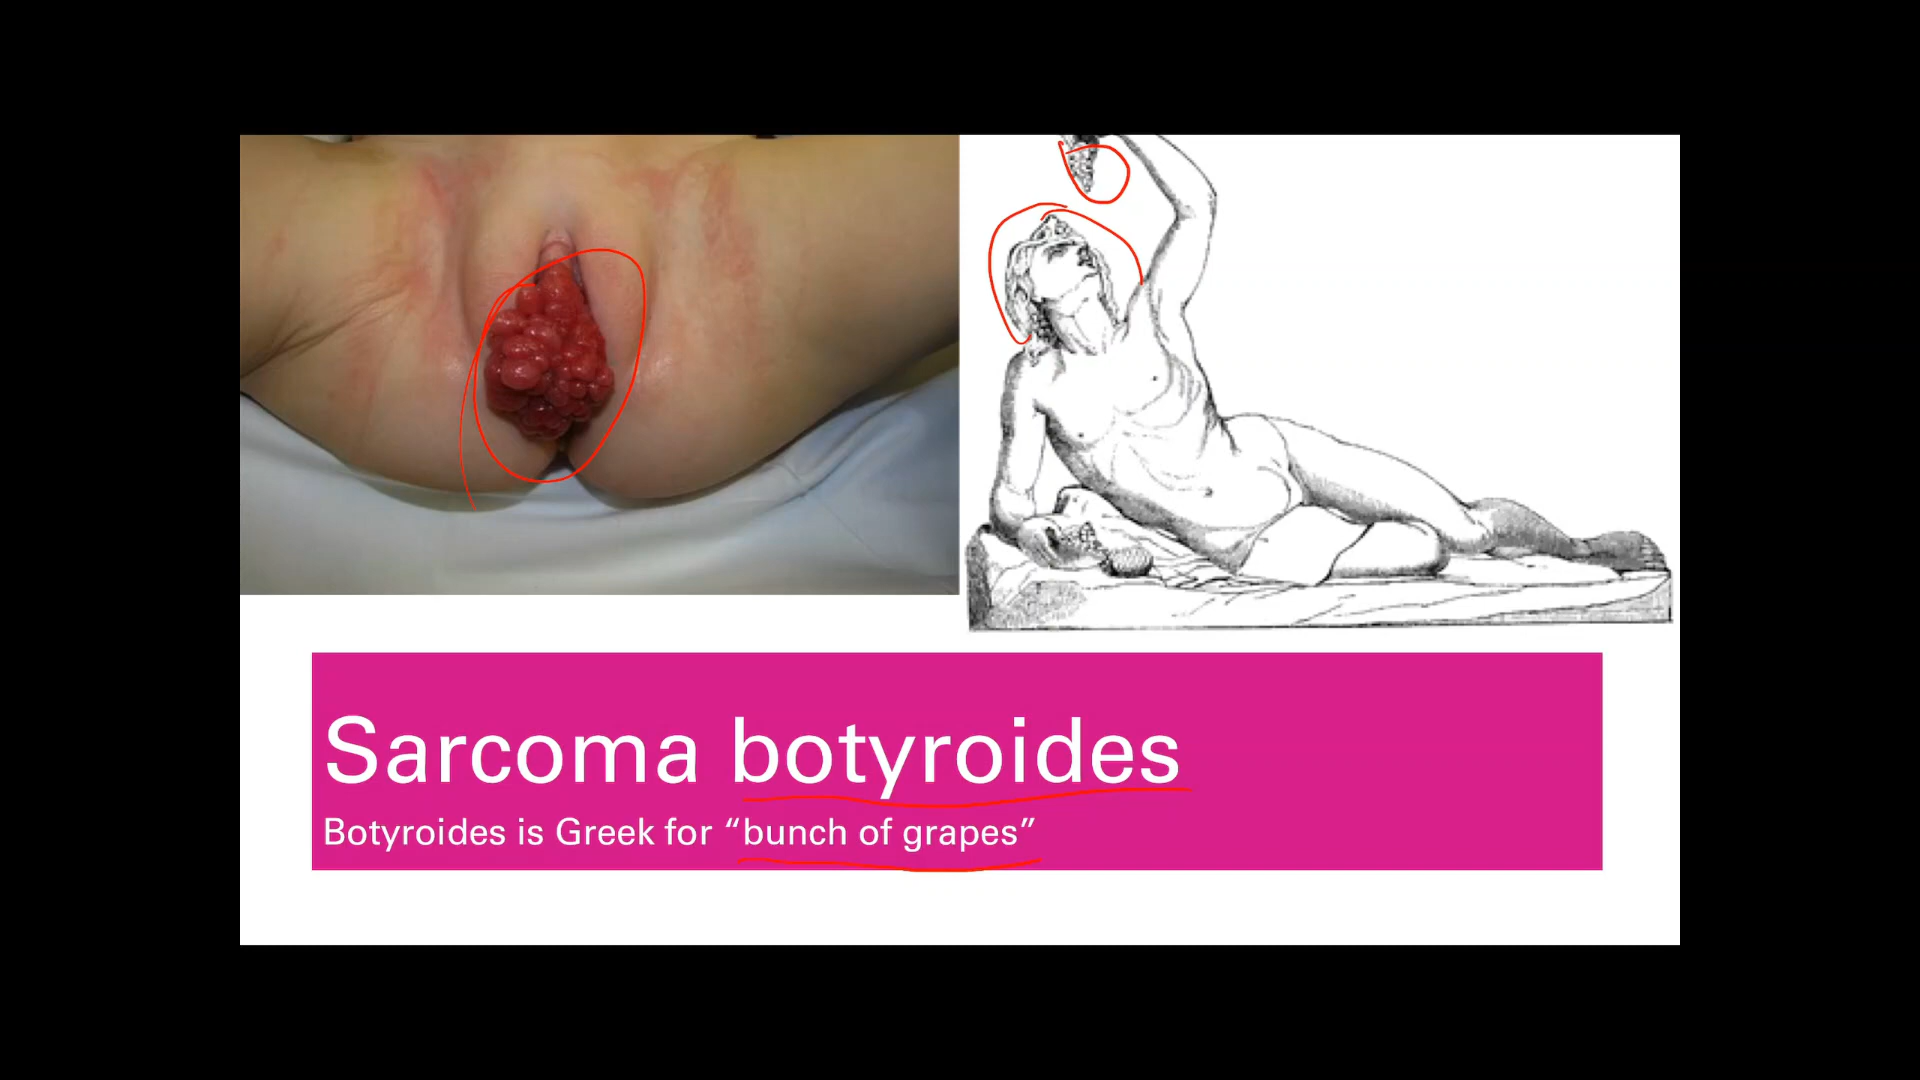 Sarcoma botyroides
Botyroides is Greek for “bunch of grapes”